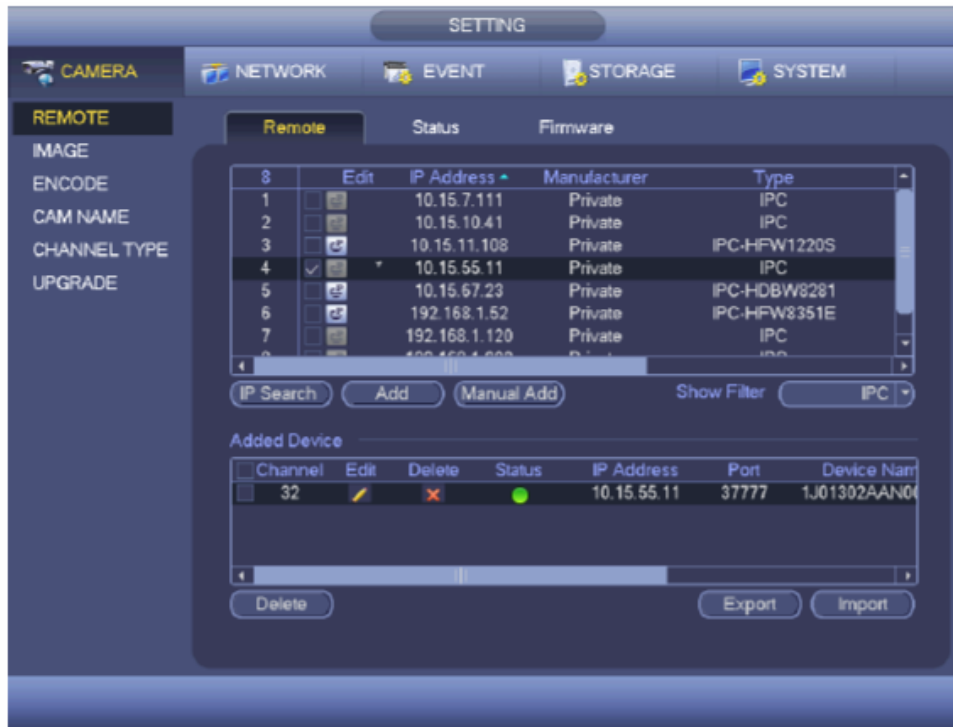 SETTING
CAMERA NETWORK EVENT STORAGE SYSTEM
REMOTE
IMAGE
ENCODE
CAM NAME
CHANNEL TYPE
UPGRADE
Remote Status Firmware
8 Edit IP Address Manufacturer Type
1 10.15.7.111 Private IPC
2 10.15.10.41 Private IPC
3 10.15.11.108 Private IPC-HFW1220S
4 10.15.55.11 Private IPC
5 10.15.67.23 Private IPC-HDBW8281
6 192.168.1.52 Private IPC-HFW8351E
7 192.168.1.120 Private IPC
IP Search Add Manual Add Show Filter IPC
Added Device
Channel Edit Delete Status IP Address Port Device Nam
32 10.15.55.11 37777 1J01302AAN00
Delete Export Import